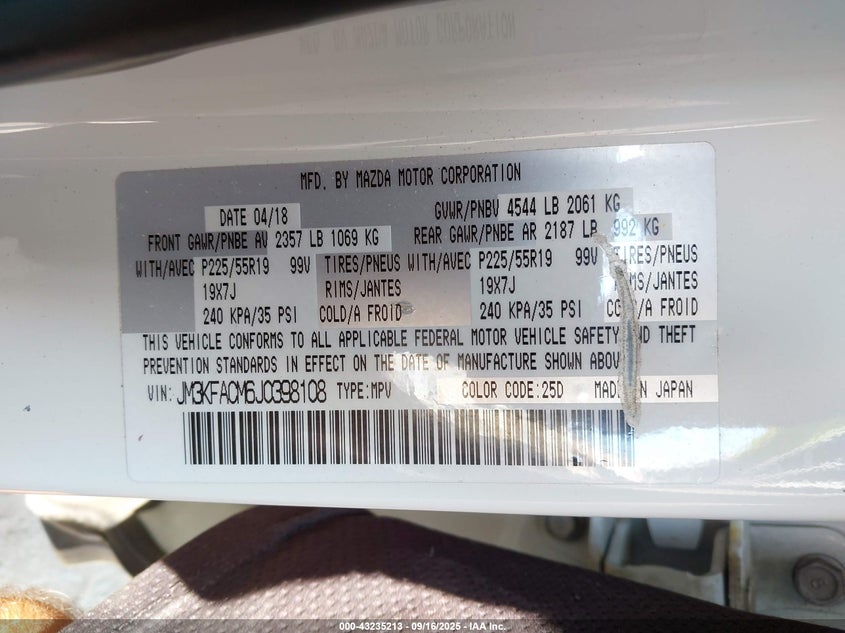 MFD. BY MAZDA MOTOR CORPORATION
DATE 04/18 GVWR/PNBV 4544 LB 2061 KG
FRONT GAWR/PNBE AV 2357 LB 1069 KG REAR GAWR/PNBE AR 2187 LB 992 KG
WITH/AVEC P225/55R19 99V TIRES/PNEUS WITH/AVEC P225/55R19 99V TIRES/PNEUS
19X7J RIMS/JANTES 19X7J RIMS/JANTES
240 KPA/35 PSI COLD/A FROID 240 KPA/35 PSI COLD/A FROID
THIS VEHICLE CONFORMS TO ALL APPLICABLE FEDERAL MOTOR VEHICLE SAFETY AND THEFT
PREVENTION STANDARDS IN EFFECT ON THE DATE OF MANUFACTURE SHOWN ABOVE
VIN: JM3KFACM6J0398108 TYPE:MPV COLOR CODE:25D MADE IN JAPAN
000-43235213 - 09/16/2025 - IAA Inc.